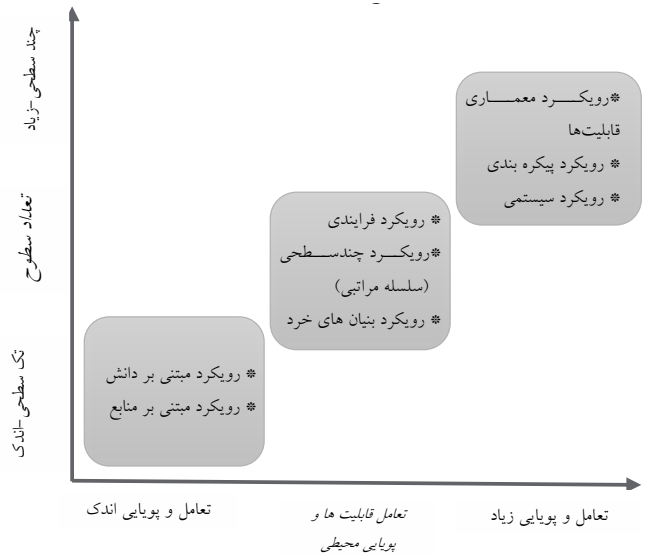 چند سطحی-زیاد
تعداد سطوح
تک سطحی-اندک
※رویکـــــرد معمـــــاری
قابلیت‌ها
※ رویکرد پیکره بندی
※ رویکرد سیستمی
※ رویکرد فرایندی
※رویکـــرد چندســـطحی
(سلسله مراتبی)
※ رویکرد بنیان های خرد
※ رویکرد مبتنی بر دانش
※ رویکرد مبتنی بر منابع
تعامل و پویایی اندک
تعامل قابلیت ها و
پویایی محیطی
تعامل و پویایی زیاد